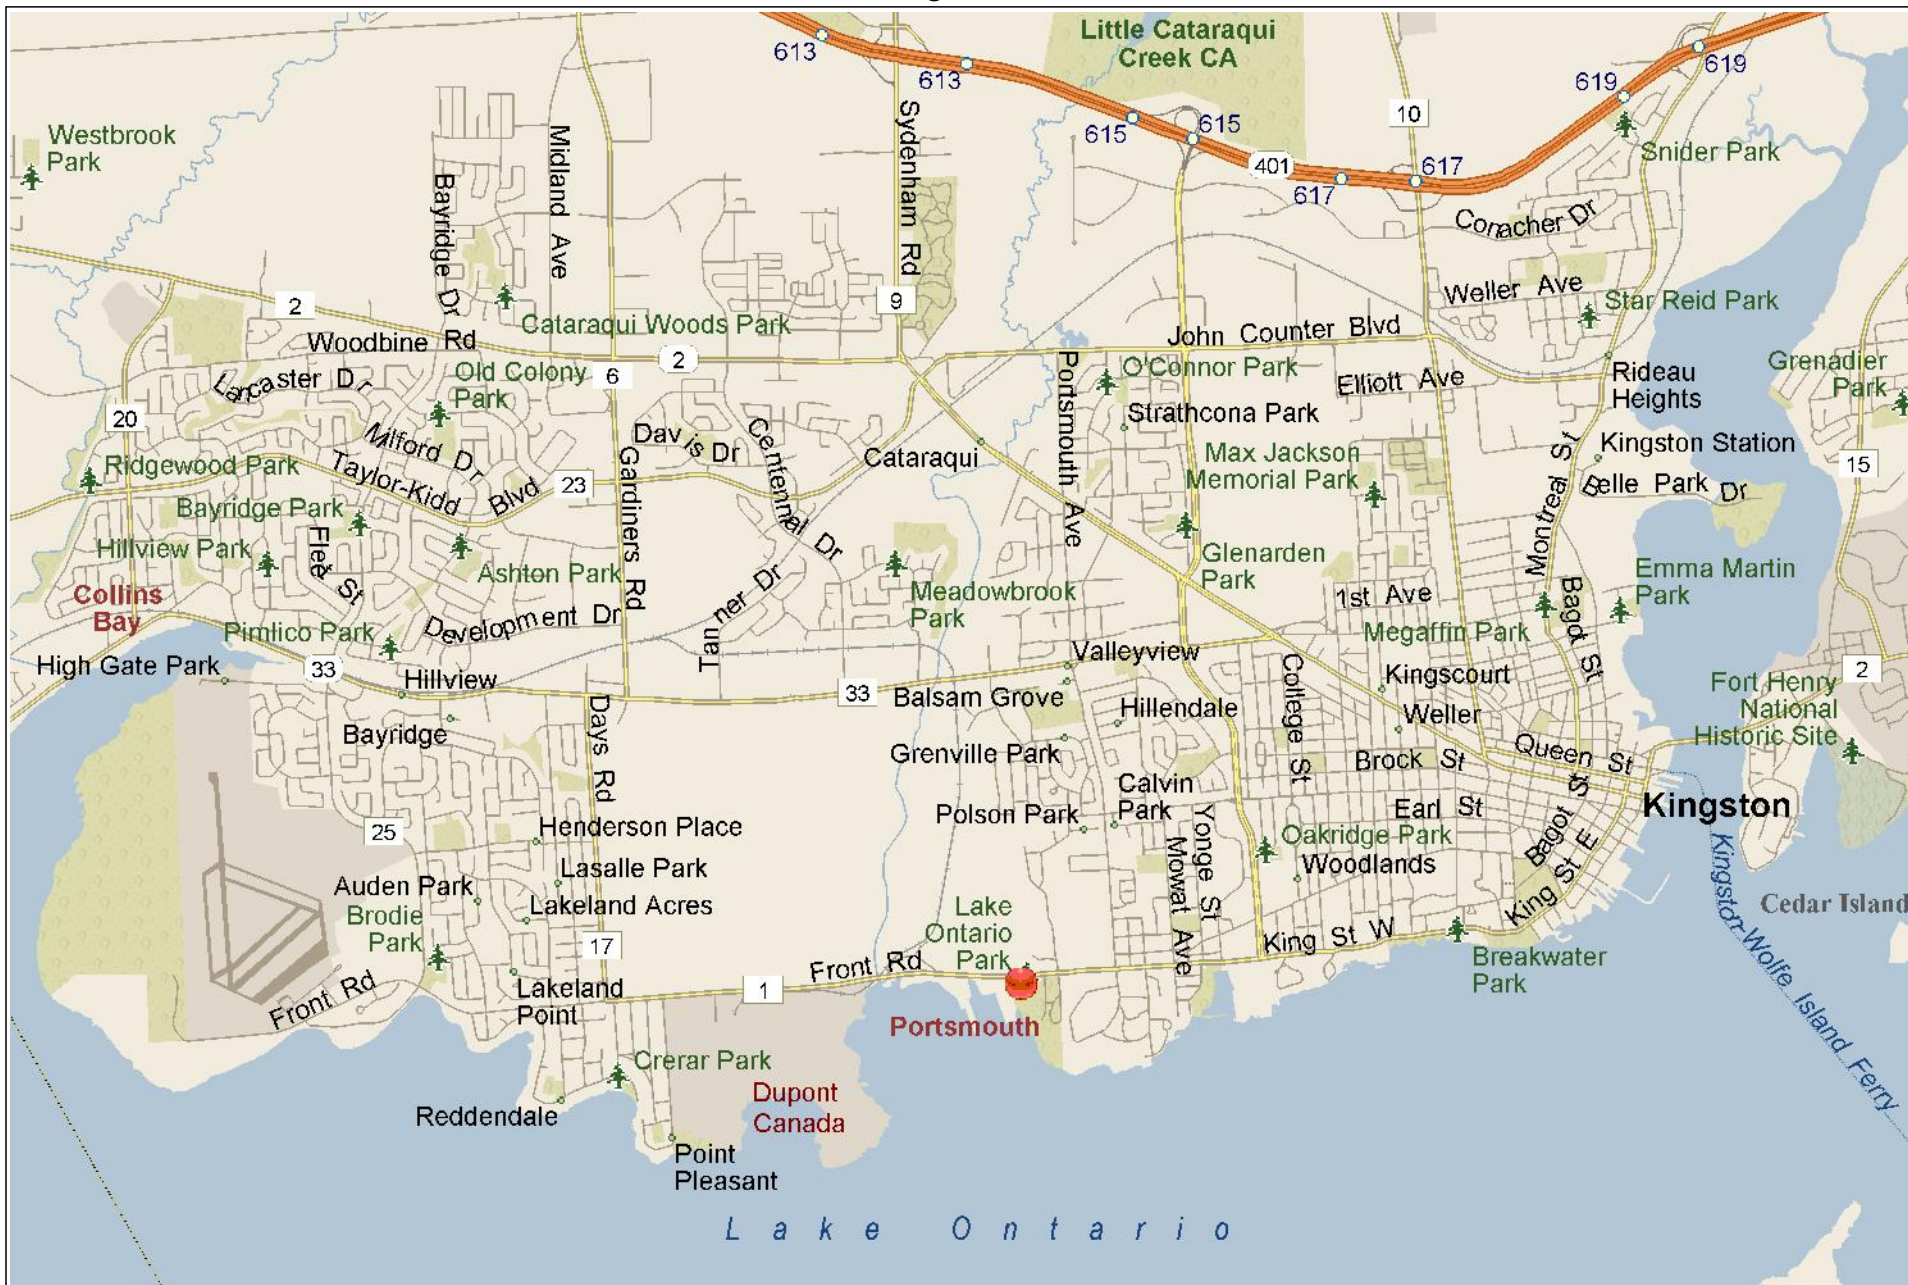 Little Cataraqui
Creek CA
613
613
615
615
401
617
617
10
619
619
Snider Park
Westbrook
Park
Midland Ave
Bayridge Dr
Sydenham Rd
Conacher Dr
Weller Ave
Star Reid Park
2
9
Cataraqui Woods Park
Woodbine Rd
John Counter Blvd
2
6
Old Colony
Park
Lancaster Dr
O'Connor Park
Elliott Ave
Rideau
Heights
Grenadier
Park
20
Strathcona Park
Portsmouth Ave
Milford Dr
Davis Dr
Centennal Dr
Cataraqui
Max Jackson
Memorial Park
Kingston Station
Montreal St
Belle Park Dr
15
Ridgewood Park
Taylor-Kidd Blvd
23
Gardiners Rd
Bayridge Park
Fleet St
Hillview Park
Ashton Park
Glenarden
Park
Emma Martin
Park
Collins
Bay
Meadowbrook
Park
Tanner Dr
1st Ave
Bagot St
Megaffin Park
Pimlico Park
Development Dr
High Gate Park
33
Hillview
Valleyview
College St
Kingscourt
2
33
Balsam Grove
Hillendale
Weller
Fort Henry
National
Historic Site
Bayridge
Days Rd
Grenville Park
Brock St
Queen St
Calvin
Park
Earl St
Kingston
Polson Park
Yonge St
Mowat Ave
Bagot St
25
Henderson Place
Oakridge Park
Woodlands
King St E
Lasalle Park
Auden Park
Lakeland Acres
Brodie
Park
Lake
Ontario
Park
Cedar Island
17
King St W
Front Rd
Breakwater
Park
Front Rd
Lakeland
Point
1
Portsmouth
Kingston-Wolfe Island Ferry
Crerar Park
Dupont
Canada
Reddendale
Point
Pleasant
Lake Ontario